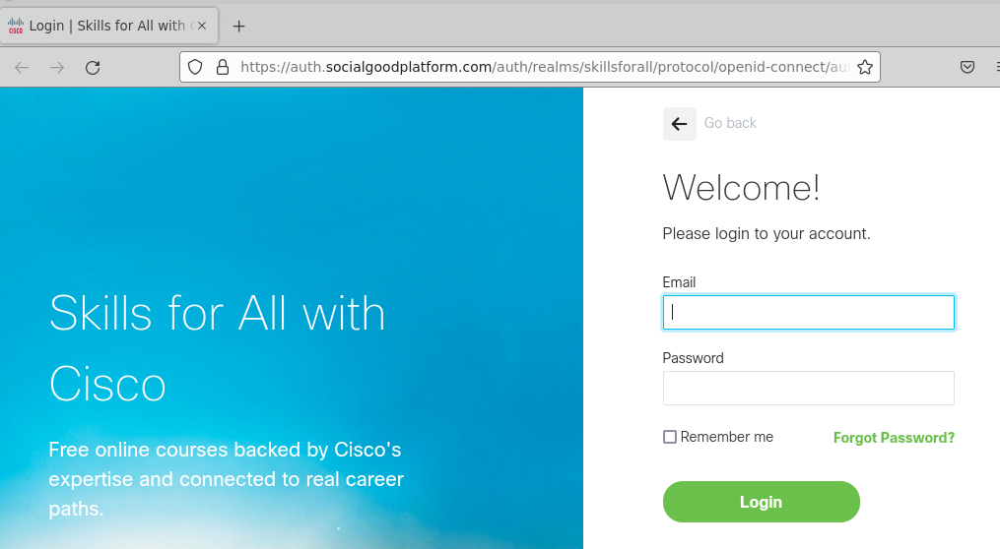 CISCO
Login | Skills for All with
https://auth.socialgoodplatform.com/auth/realms/skillsforall/protocol/openid-connect/au
Go back
Welcome!
Please login to your account.
Email
Skills for All with
Cisco
Password
Remember me
Forgot Password?
Free online courses backed by Cisco's
expertise and connected to real career
paths.
Login